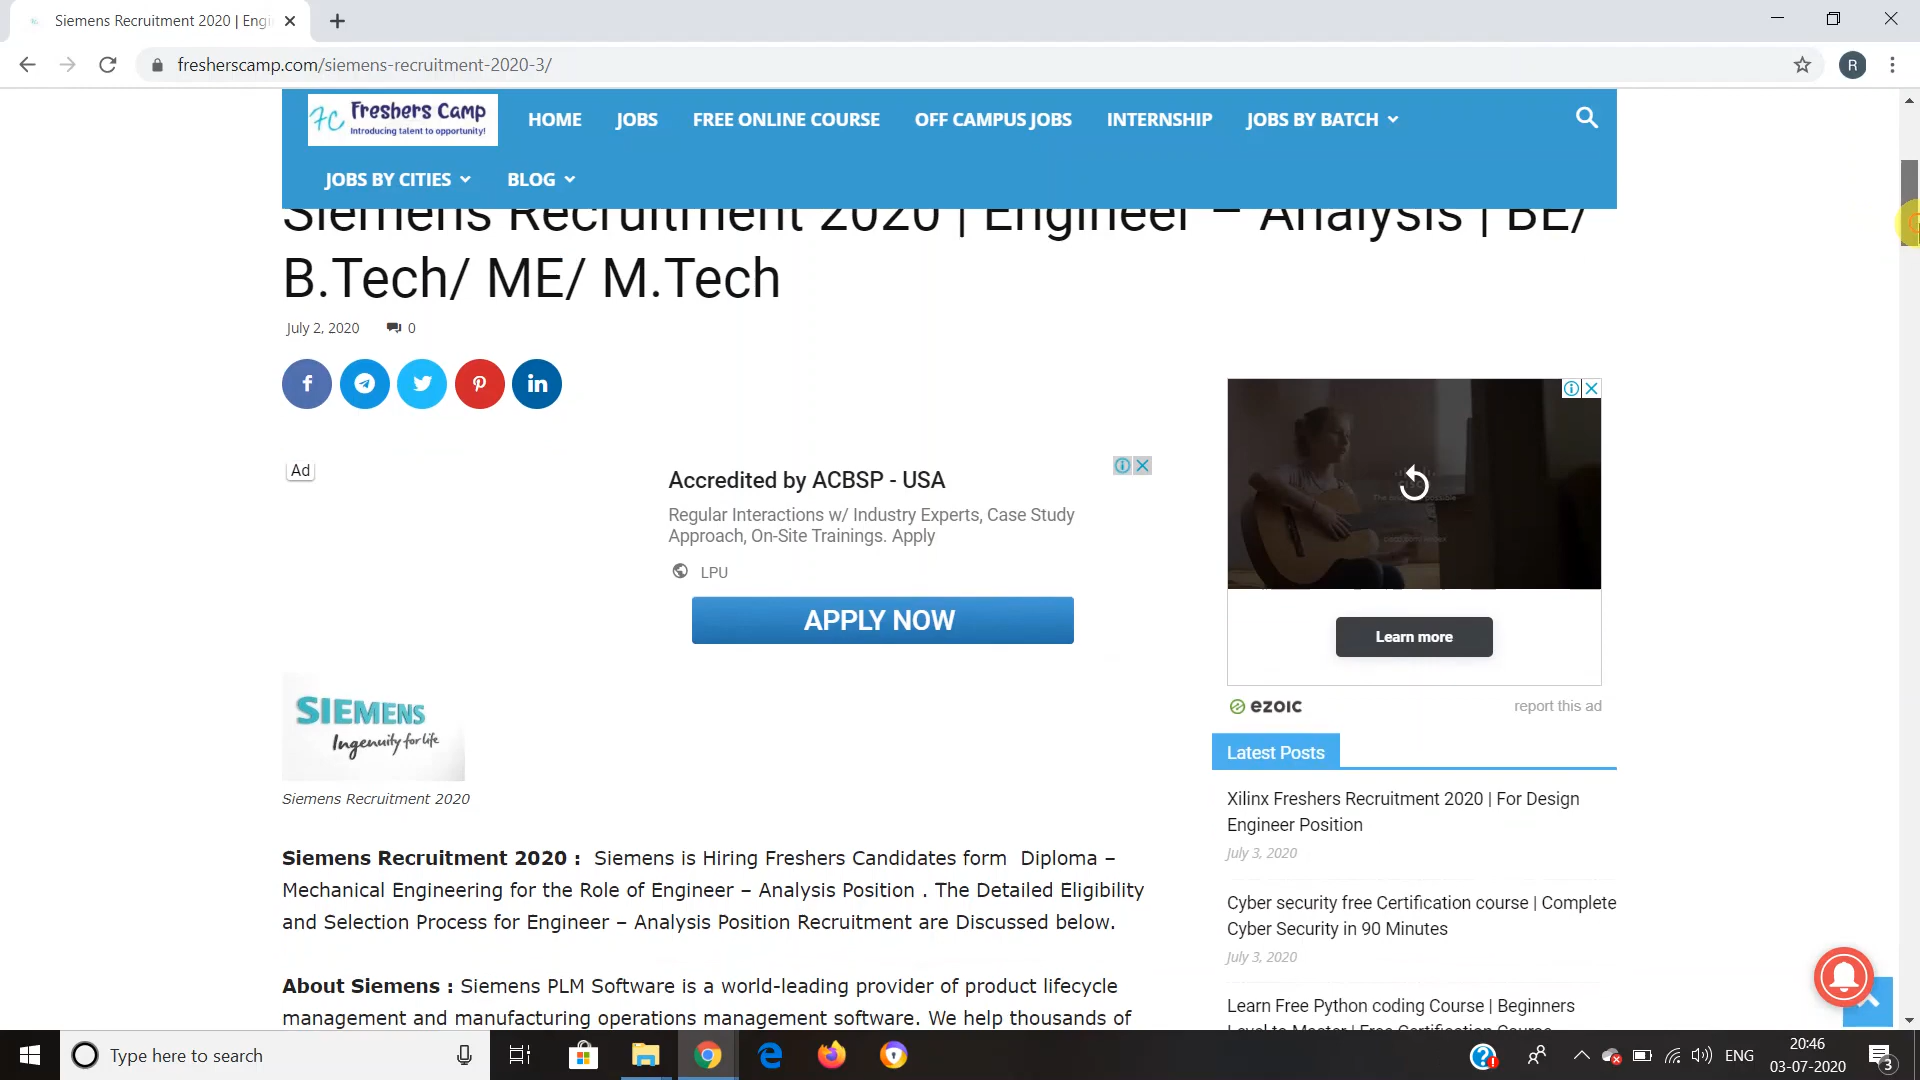 Siemens Recruitment 2020 | Engi
fresherscamp.com/siemens-recruitment-2020-3/
R
FC Freshers Camp
Introducing talent to opportunity!
HOME
JOBS
FREE ONLINE COURSE
OFF CAMPUS JOBS
INTERNSHIP
JOBS BY BATCH
JOBS BY CITIES
BLOG
Siemens Recruitment 2020 | Engineer – Analysis | BE/
B.Tech/ ME/ M.Tech
July 2, 2020 0
Ad
Accredited by ACBSP - USA
Regular Interactions w/ Industry Experts, Case Study
Approach, On-Site Trainings. Apply
LPU
APPLY NOW
Learn more
ezoic
report this ad
SIEMENS
Ingenuity for life
Siemens Recruitment 2020
Siemens Recruitment 2020 : Siemens is Hiring Freshers Candidates form Diploma –
Mechanical Engineering for the Role of Engineer – Analysis Position . The Detailed Eligibility
and Selection Process for Engineer – Analysis Position Recruitment are Discussed below.
About Siemens : Siemens PLM Software is a world-leading provider of product lifecycle
management and manufacturing operations management software. We help thousands of
Latest Posts
Xilinx Freshers Recruitment 2020 | For Design
Engineer Position
July 3, 2020
Cyber security free Certification course | Complete
Cyber Security in 90 Minutes
July 3, 2020
Learn Free Python coding Course | Beginners
Level to Master | Free Certification Course
Type here to search
ENG
20:46
03-07-2020
3